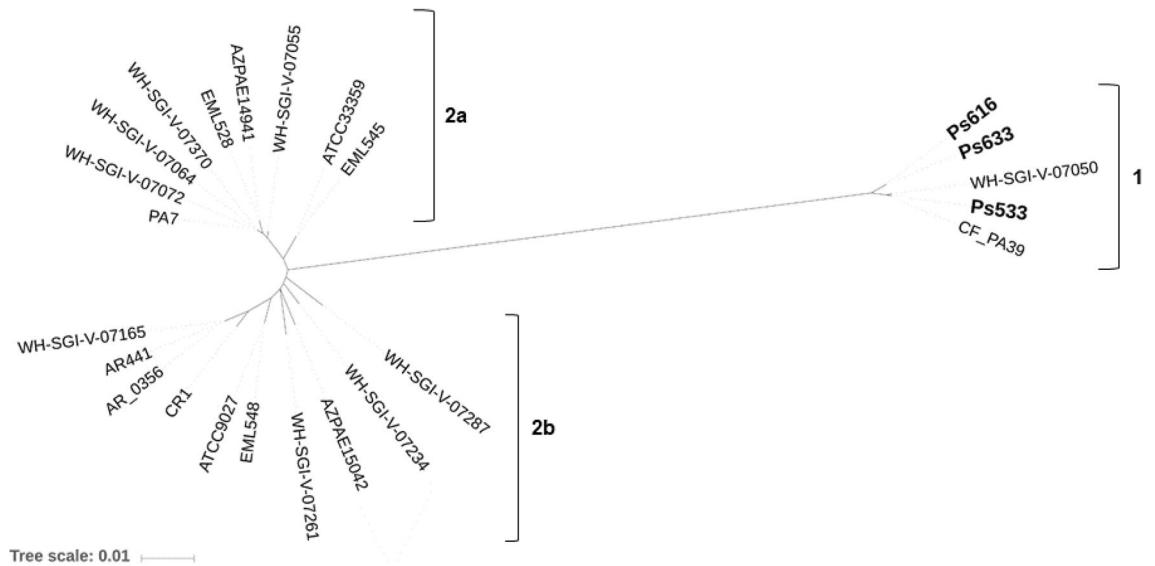 WH-SGI-V-07055
AZPAE14941
EML528
WH-SGI-V-07370
WH-SGI-V-07064
WH-SGI-V-07072
PA7
ATCC33359
EML545
2a
Ps616
Ps633
WH-SGI-V-07050
Ps533
CF_PA39
1
WH-SGI-V-07165
AR441
AR_0356
CR1
ATCC9027
EML548
WH-SGI-V-07261
AZPAE15042
WH-SGI-V-07234
WH-SGI-V-07287
2b
Tree scale: 0.01